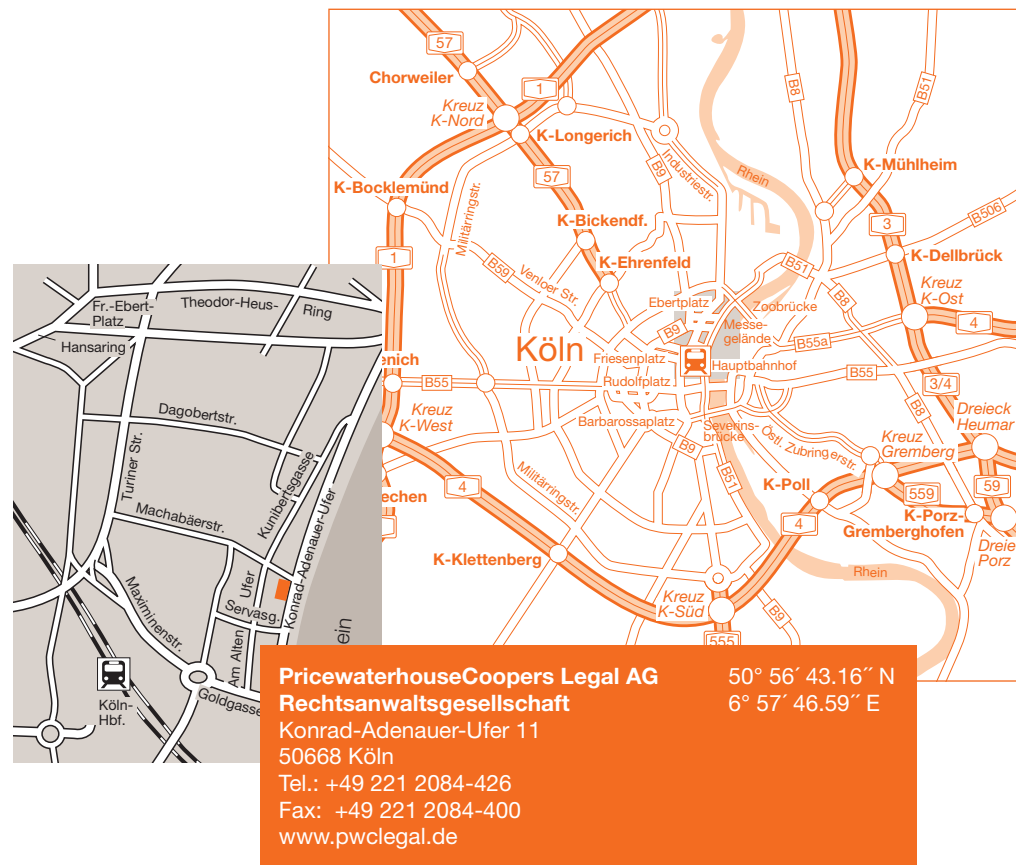 57
Chorweiler
1
Kreuz
K-Nord
K-Longerich
B9
Industriestr.
Rhein
B8
B51
K-Mühlheim
57
K-Bocklemünd
Militärringstr.
K-Bickendf.
3
B506
K-Dellbrück
1
B59
Venloer Str.
K-Ehrenfeld
B51
B8
Kreuz
K-Ost
Ebertplatz
Zoobrücke
4
B9
Messe-
gelände
Köln
Friesenplatz
Hauptbahnhof
B55a
enich
B55
Rudolfplatz
B55
3/4
Kreuz
K-West
Barbarossaplatz
Severins-
brücke
B8
Dreieck
Heumar
B9
Östl. Zubringerstr.
Kreuz
Gremberg
B51
echen
4
Militärringstr.
K-Poll
559
59
4
K-Porz-
Gremberghofen
Dreie
Porz
K-Klettenberg
Rhein
Kreuz
K-Süd
B9
555
Fr.-Ebert-
Platz
Theodor-Heus-
Ring
Hansaring
Dagobertstr.
Turiner Str.
Kunibertsgasse
Machabäerstr.
Konrad-Adenauer-Ufer
Ufer
Servasg.
Maximinenstr.
Am Alten
ein
Köln-
Hbf.
Goldgasse
PricewaterhouseCoopers Legal AG
Rechtsanwaltsgesellschaft
Konrad-Adenauer-Ufer 11
50668 Köln
Tel.: +49 221 2084-426
Fax: +49 221 2084-400
www.pwclegal.de
50° 56´ 43.16´´ N
6° 57´ 46.59´´ E